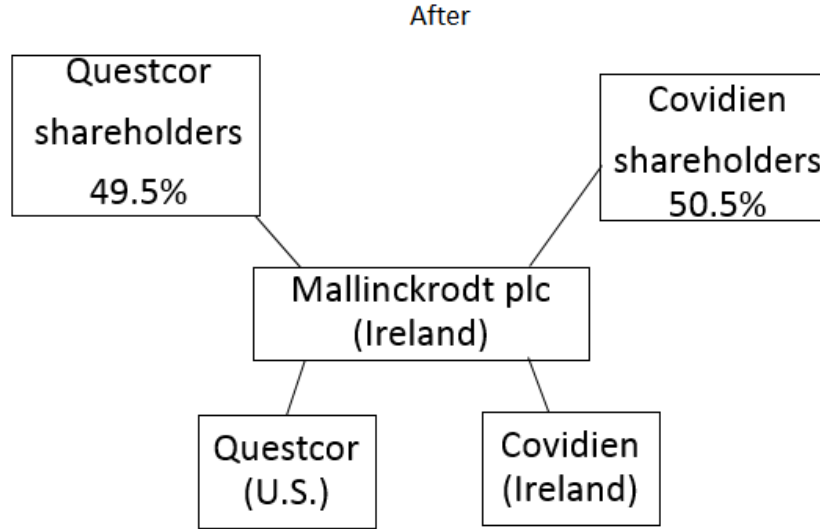 After
Questcor
shareholders
49.5%
Covidien
shareholders
50.5%
Mallinckrodt plc
(Ireland)
Questcor
(U.S.)
Covidien
(Ireland)